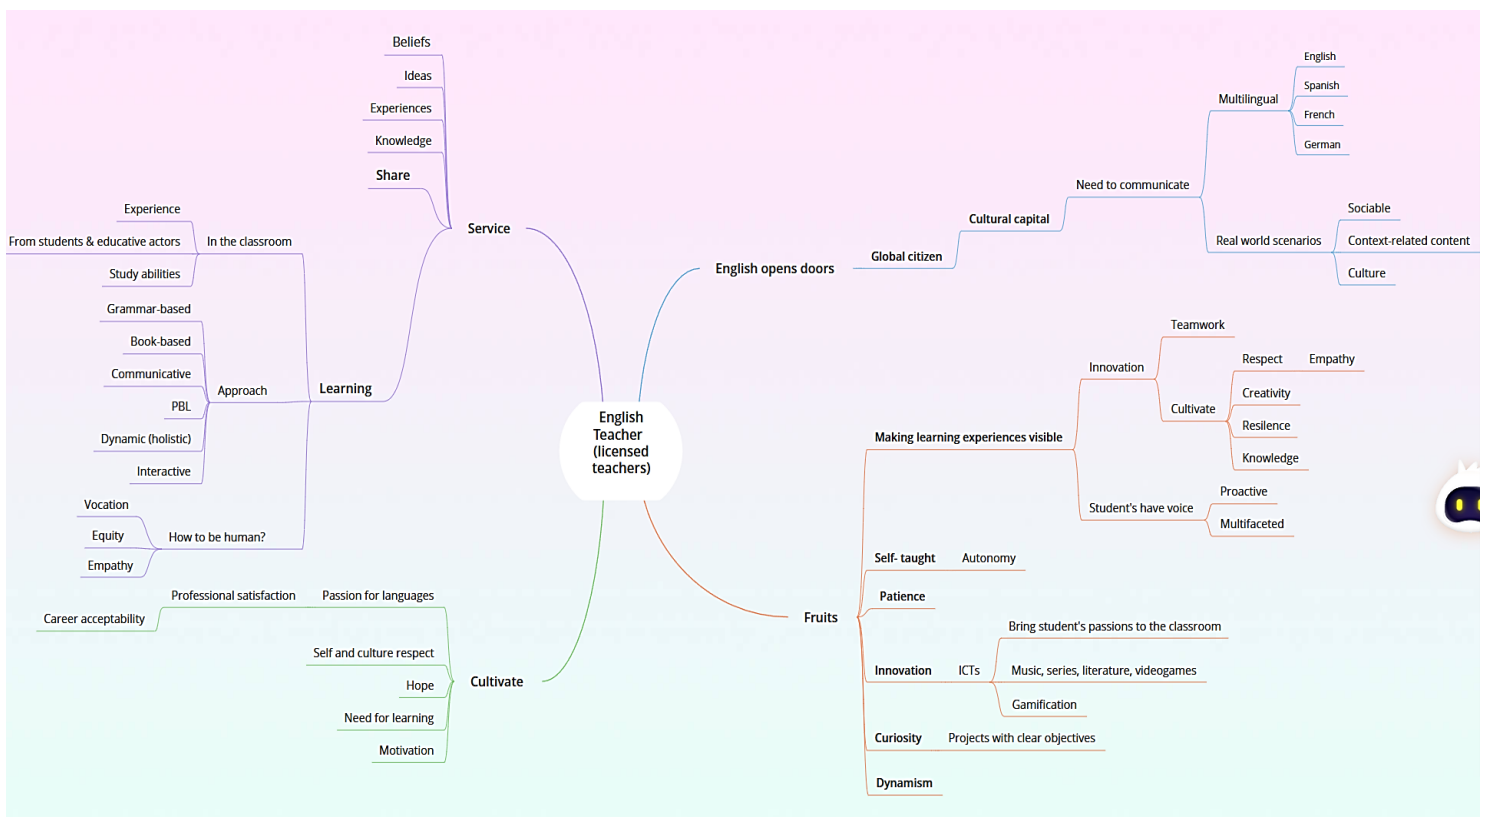 English
Teacher
(licensed
teachers)
Service
Beliefs
Ideas
Experiences
Knowledge
Share
Learning
In the classroom
Experience
From students & educative actors
Study abilities
Approach
Grammar-based
Book-based
Communicative
PBL
Dynamic (holistic)
Interactive
How to be human?
Vocation
Equity
Empathy
Cultivate
Passion for languages
Professional satisfaction
Career acceptability
Self and culture respect
Hope
Need for learning
Motivation
English opens doors
Global citizen
Cultural capital
Need to communicate
Multilingual
English
Spanish
French
German
Real world scenarios
Sociable
Context-related content
Culture
Fruits
Making learning experiences visible
Innovation
Teamwork
Cultivate
Respect
Empathy
Creativity
Resilence
Knowledge
Student's have voice
Proactive
Multifaceted
Self- taught
Autonomy
Patience
Innovation
ICTs
Bring student's passions to the classroom
Music, series, literature, videogames
Gamification
Curiosity
Projects with clear objectives
Dynamism